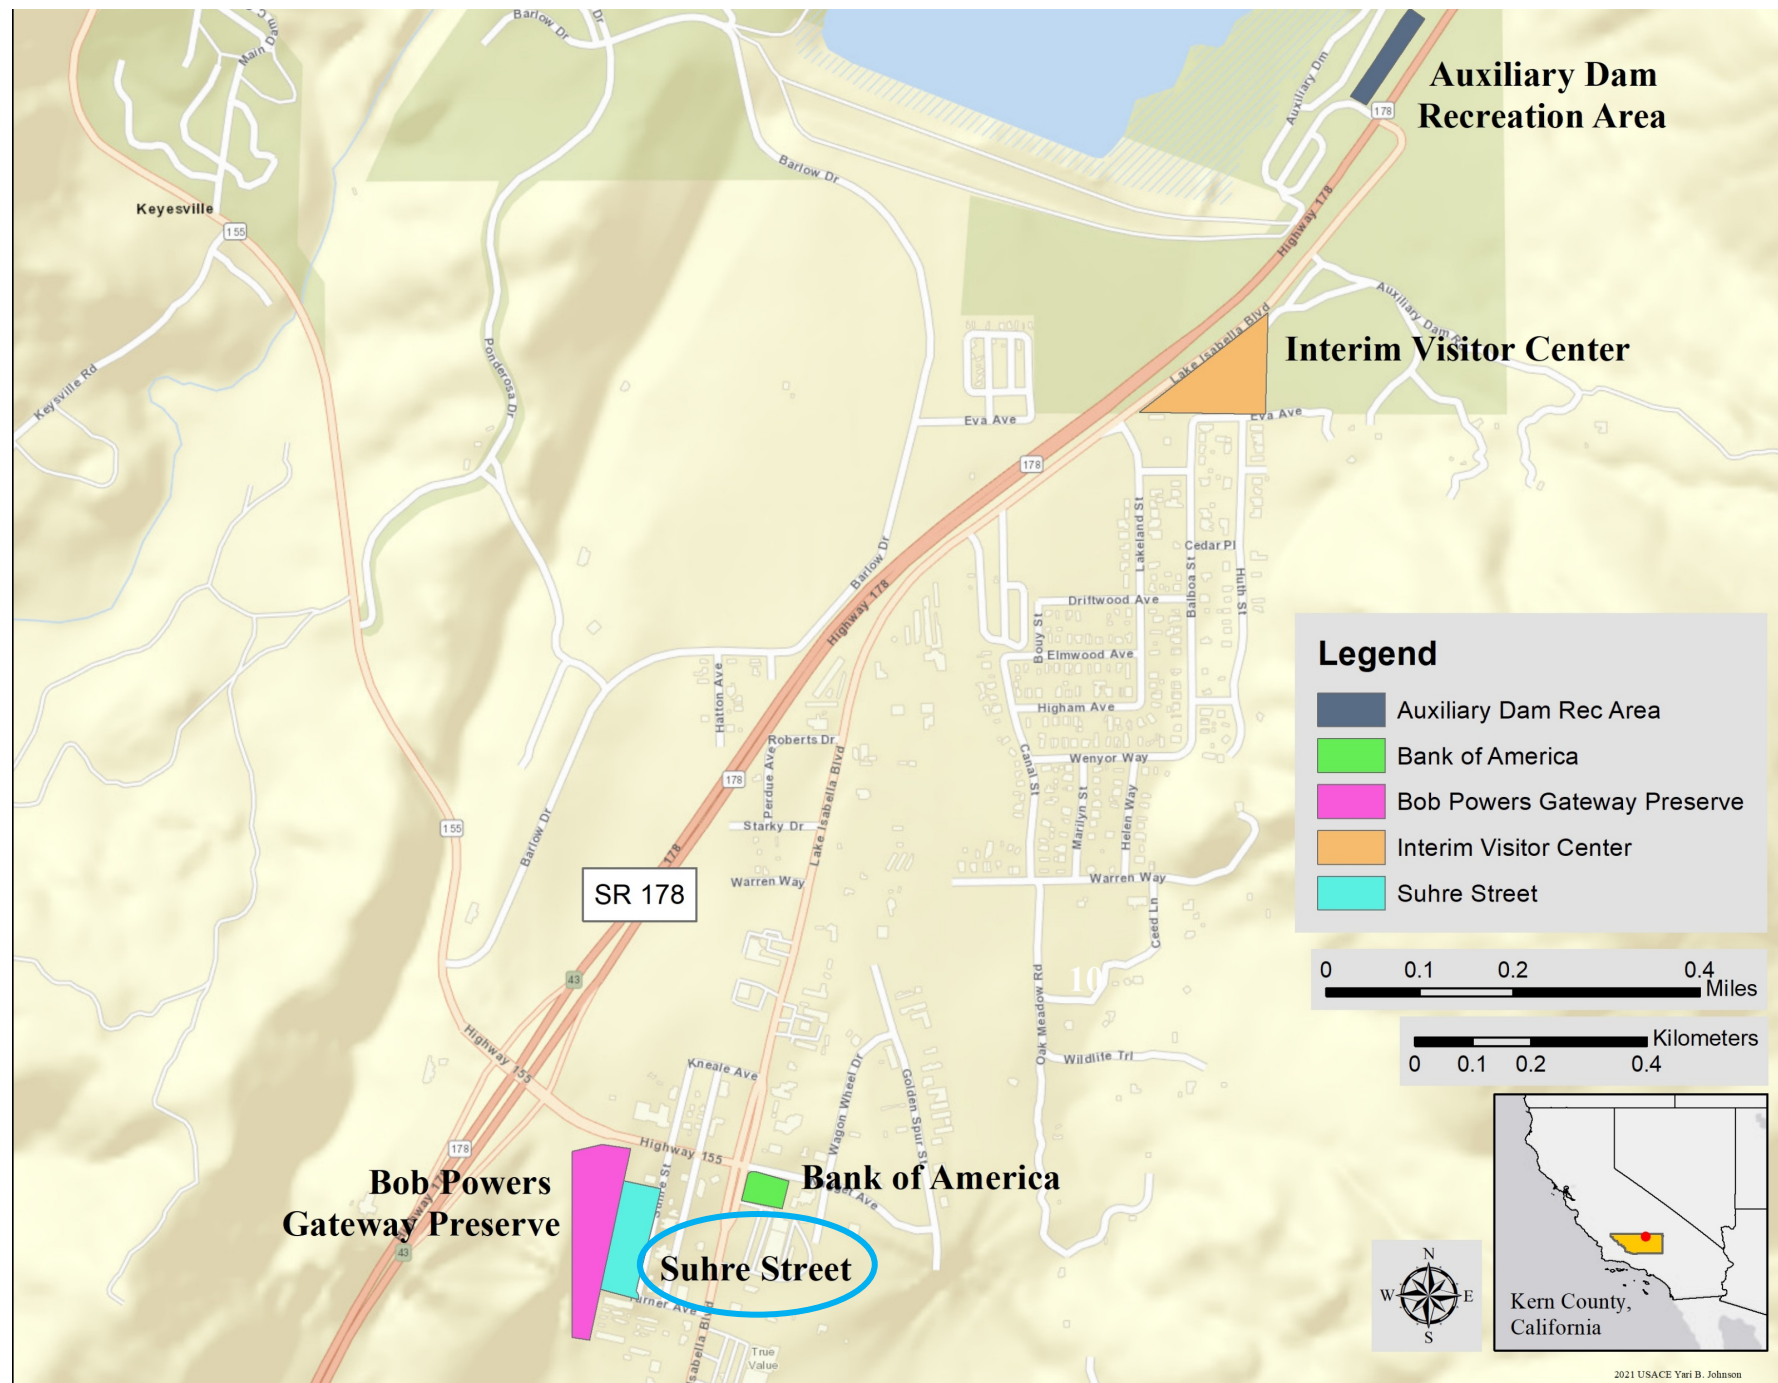 Barlow Dr
Dr
Main Da
Auxiliary Dm
178
Auxiliary Dam
Recreation Area
Barlow Dr
Keyesville
155
Highway 178
Auxiliary Dam R
Lake Isabella Blvd
Interim Visitor Center
Ponderosa Dr
Keysville Rd
Eva Ave
Eva Ave
178
Lakeland St
Cedar Pl
Balboa St
Huth St
Barlow Dr
Highway 178
Driftwood Ave
Bouy St
Elmwood Ave
Hatton Ave
Higham Ave
Roberts Dr
Perdue Ave
Canal St
Wenyor Way
178
Lake Isabella Blvd
Marilyn St
Helen Way
155
Barlow Dr
Starky Dr
178
Warren Way
Warren Way
SR 178
Ceed Ln
43
10
Oak Meadow Rd
Wildlife Trl
Highway 155
Kneale Ave
Wagon Wheel Dr
Golden Spur St
178
Highway 155
Bob Powers
Gateway Preserve
Suhre St
Bank of America
Highway 178
43
Suhre Street
True
Value
Legend
Auxiliary Dam Rec Area
Bank of America
Bob Powers Gateway Preserve
Interim Visitor Center
Suhre Street
0 0.1 0.2 0.4
Miles
Kilometers
0 0.1 0.2 0.4
N
W E
S
Kern County,
California
2021 USACE Yari B. Johnson